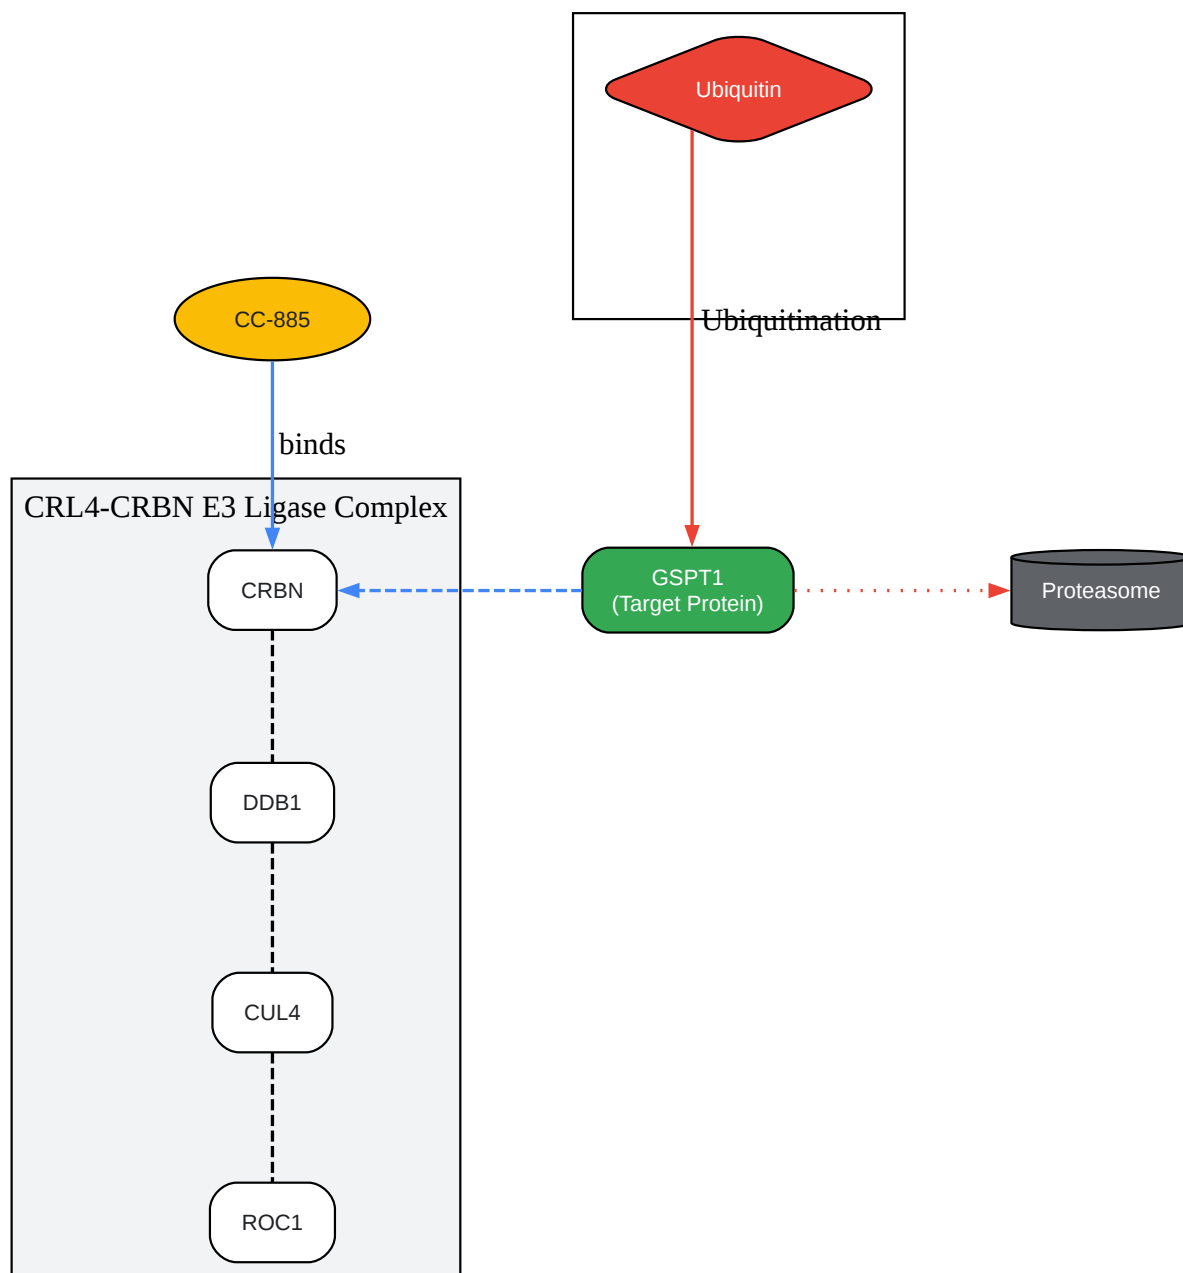 Ubiquitin
CC-885
Ubiquitination
binds
CRL4-CRBN E3 Ligase Complex
CRBN
GSPT1
(Target Protein)
Proteasome
DDB1
CUL4
ROC1